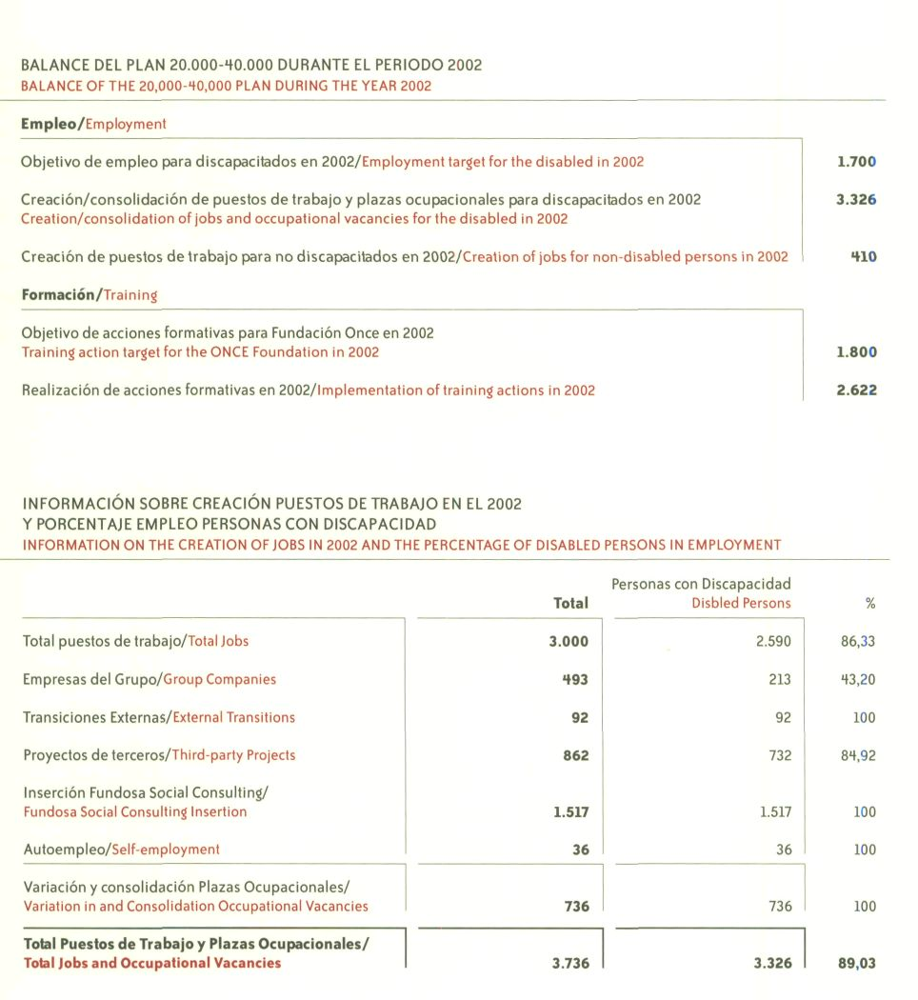 BALANCE DEL PLAN 20.000-40.000 DURANTE EL PERIODO 2002
BALANCE OF THE 20,000-40,000 PLAN DURING THE YEAR 2002
Empleo/Employment
Objetivo de empleo para discapacitados en 2002/Employment target for the disabled in 2002 1.700
Creación/consolidación de puestos de trabajo y plazas ocupacionales para discapacitados en 2002 3.326
Creation/consolidation of jobs and occupational vacancies for the disabled in 2002
Creación de puestos de trabajo para no discapacitados en 2002/Creation of jobs for non-disabled persons in 2002 410
Formación/Training
Objetivo de acciones formativas para Fundación Once en 2002
Training action target for the ONCE Foundation in 2002 1.800
Realización de acciones formativas en 2002/Implementation of training actions in 2002 2.622
INFORMACIÓN SOBRE CREACIÓN PUESTOS DE TRABAJO EN EL 2002
Y PORCENTAJE EMPLEO PERSONAS CON DISCAPACIDAD
INFORMATION ON THE CREATION OF JOBS IN 2002 AND THE PERCENTAGE OF DISABLED PERSONS IN EMPLOYMENT
Personas con Discapacidad
Total Disbled Persons %
Total puestos de trabajo/Total Jobs 3.000 2.590 86,33
Empresas del Grupo/Group Companies 493 213 43,20
Transiciones Externas/External Transitions 92 92 100
Proyectos de terceros/Third-party Projects 862 732 84,92
Inserción Fundosa Social Consulting/
Fundosa Social Consulting Insertion 1.517 1.517 100
Autoempleo/Self-employment 36 36 100
Variación y consolidación Plazas Ocupacionales/
Variation in and Consolidation Occupational Vacancies 736 736 100
Total Puestos de Trabajo y Plazas Ocupacionales/
Total Jobs and Occupational Vacancies 3.736 3.326 89,03